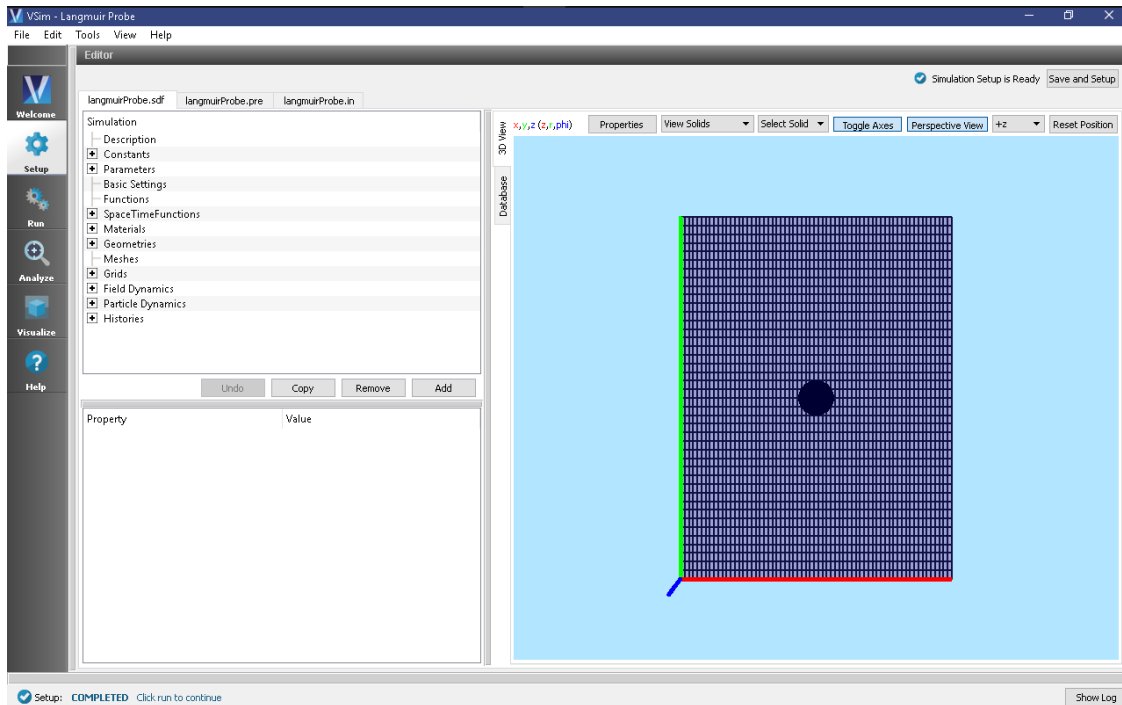 VSim - Langmuir Probe
File Edit Tools View Help
Editor
Simulation Setup is Ready Save and Setup
Welcome
Setup
Run
Analyze
Visualize
Help
langmuirProbe.sdf langmuirProbe.pre langmuirProbe.in
Simulation
Description
Constants
Parameters
Basic Settings
Functions
SpaceTimeFunctions
Materials
Geometries
Meshes
Grids
Field Dynamics
Particle Dynamics
Histories
Undo Copy Remove Add
Property Value
3D View
Database
x,y,z (z,r,phi) Properties View Solids Select Solid Toggle Axes Perspective View +z Reset Position
Setup: COMPLETED Click run to continue
Show Log